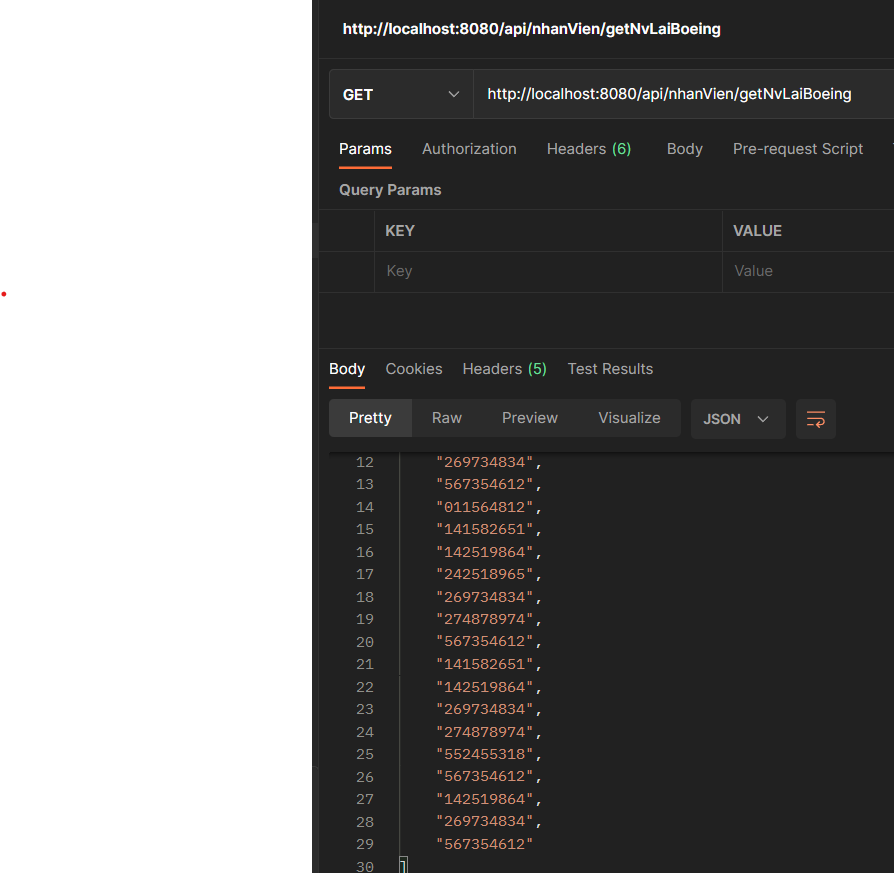 http://localhost:8080/api/nhanVien/getNvLaiBoeing
GET http://localhost:8080/api/nhanVien/getNvLaiBoeing
Params Authorization Headers (6) Body Pre-request Script
Query Params
KEY VALUE
Key Value
Body Cookies Headers (5) Test Results
Pretty Raw Preview Visualize JSON
12 "269734834",
13 "567354612",
14 "011564812",
15 "141582651",
16 "142519864",
17 "242518965",
18 "269734834",
19 "274878974",
20 "567354612",
21 "141582651",
22 "142519864",
23 "269734834",
24 "274878974",
25 "552455318",
26 "567354612",
27 "142519864",
28 "269734834",
29 "567354612"
30 ]